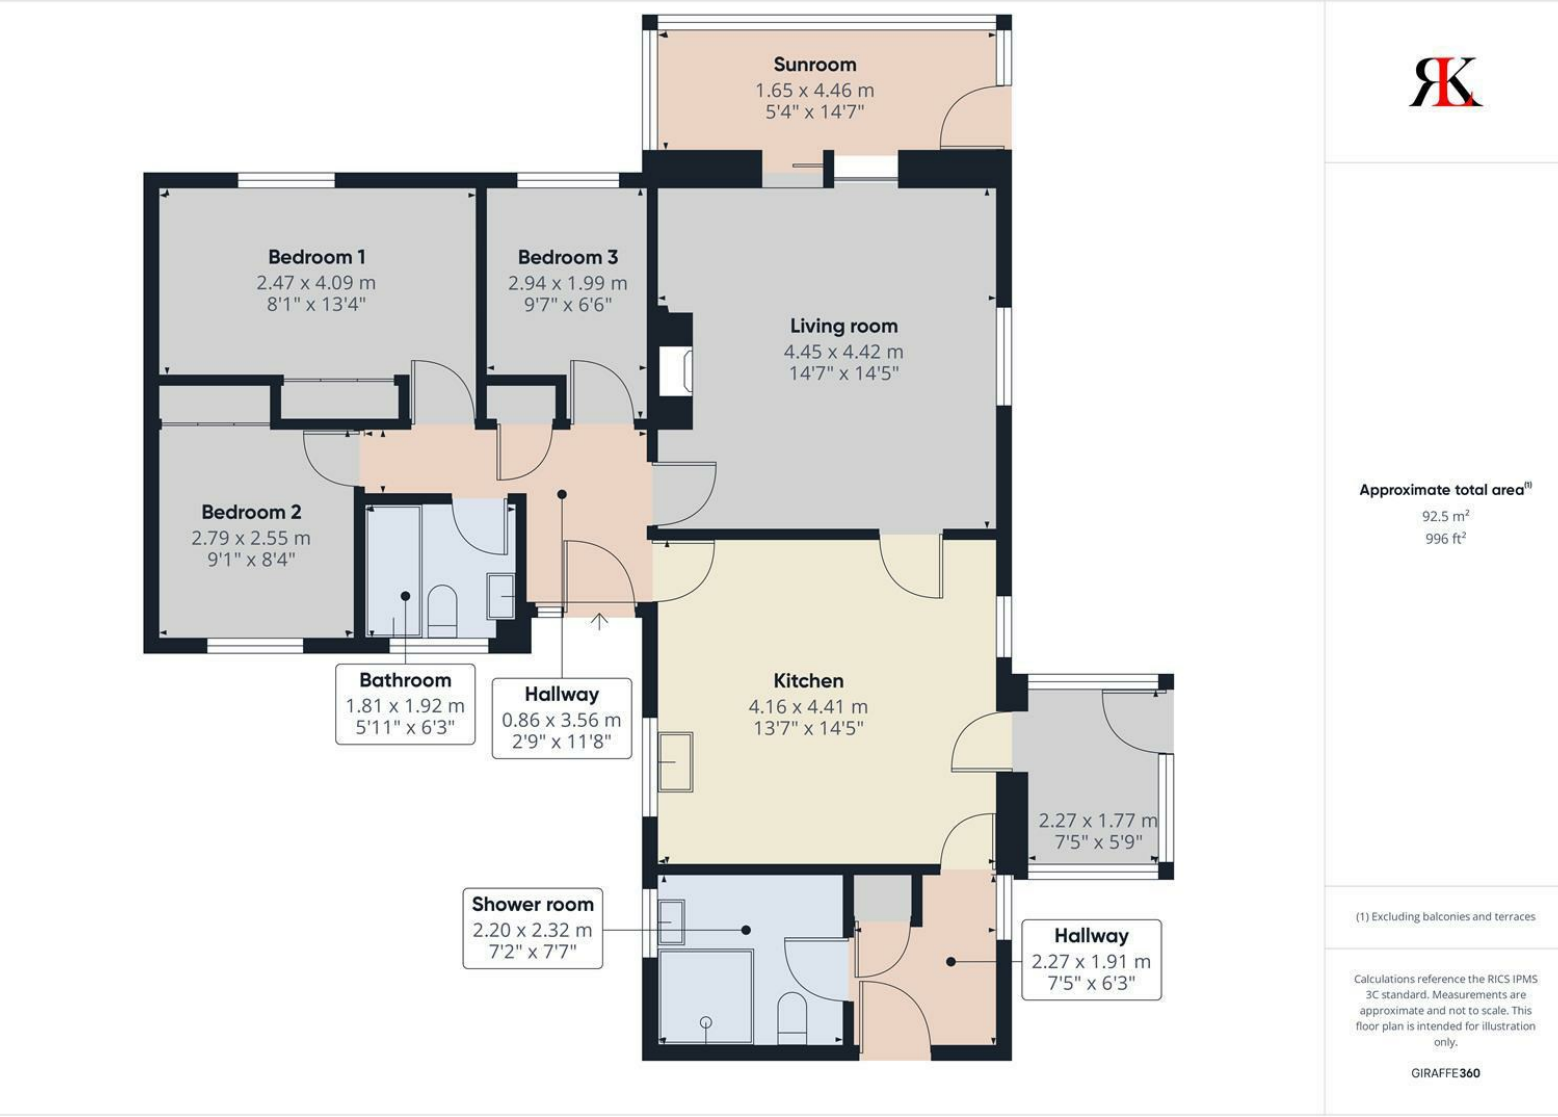 Sunroom
1.65 x 4.46 m
5'4" x 14'7"
Bedroom 1
2.47 x 4.09 m
8'1" x 13'4"
Bedroom 3
2.94 x 1.99 m
9'7" x 6'6"
Living room
4.45 x 4.42 m
14'7" x 14'5"
Bedroom 2
2.79 x 2.55 m
9'1" x 8'4"
Bathroom
1.81 x 1.92 m
5'11" x 6'3"
Hallway
0.86 x 3.56 m
2'9" x 11'8"
Kitchen
4.16 x 4.41 m
13'7" x 14'5"
2.27 x 1.77 m
7'5" x 5'9"
Shower room
2.20 x 2.32 m
7'2" x 7'7"
Hallway
2.27 x 1.91 m
7'5" x 6'3"
RLK
Approximate total area(1)
92.5 m²
996 ft²
(1) Excluding balconies and terraces
Calculations reference the RICS IPMS
3C standard. Measurements are
approximate and not to scale. This
floor plan is intended for illustration
only.
GIRAFFE360